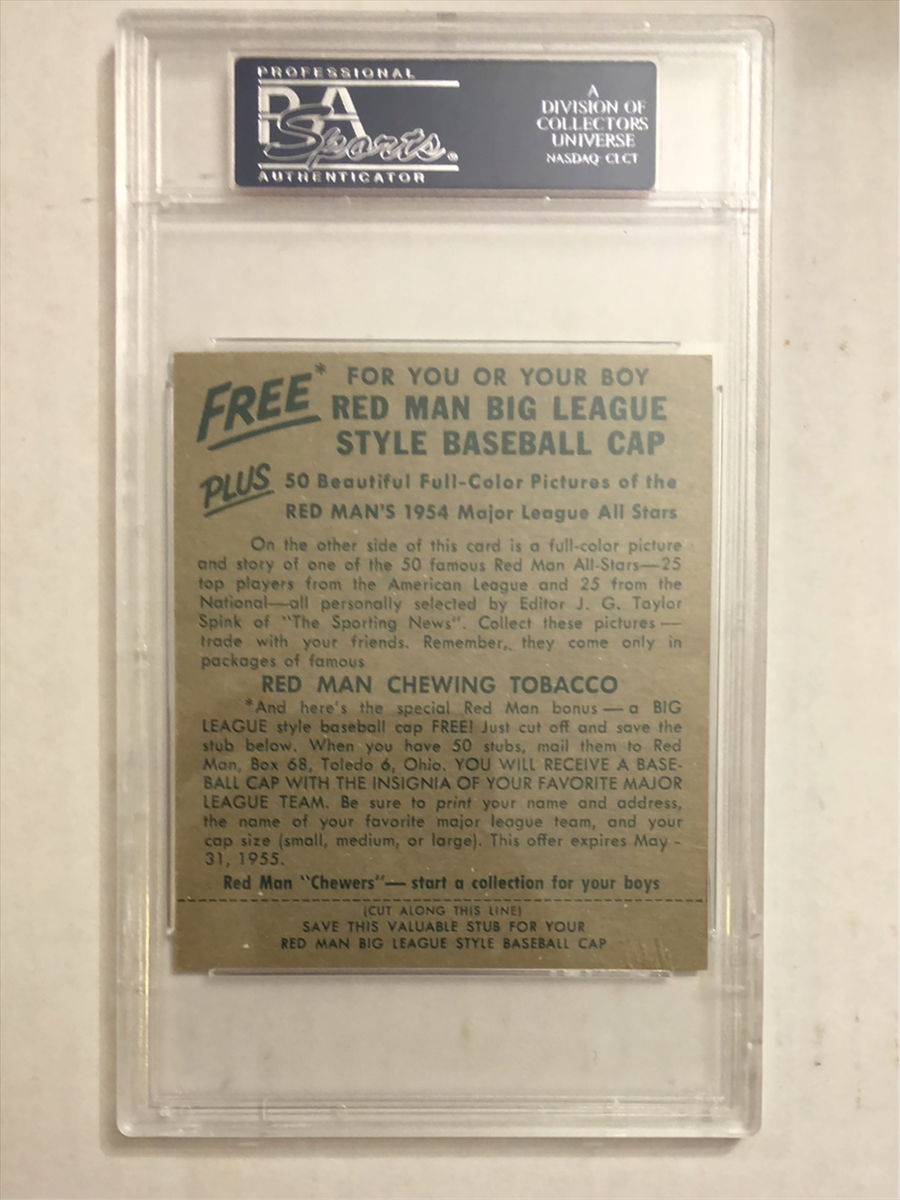 PROFESSIONAL
PSA
Sports®
AUTHENTICATOR
A
DIVISION OF
COLLECTORS
UNIVERSE
NASDAQ: CLCT
FREE* FOR YOU OR YOUR BOY
RED MAN BIG LEAGUE
STYLE BASEBALL CAP
PLUS 50 Beautiful Full-Color Pictures of the
RED MAN'S 1954 Major League All Stars
On the other side of this card is a full-color picture
and story of one of the 50 famous Red Man All-Stars—25
top players from the American League and 25 from the
National—all personally selected by Editor J. G. Taylor
Spink of "The Sporting News". Collect these pictures—
trade with your friends. Remember, they come only in
packages of famous
RED MAN CHEWING TOBACCO
*And here's the special Red Man bonus—a BIG
LEAGUE style baseball cap FREE! Just cut off and save the
stub below. When you have 50 stubs, mail them to Red
Man, Box 68, Toledo 6, Ohio. YOU WILL RECEIVE A BASE-
BALL CAP WITH THE INSIGNIA OF YOUR FAVORITE MAJOR
LEAGUE TEAM. Be sure to print your name and address,
the name of your favorite major league team, and your
cap size (small, medium, or large). This offer expires May -
31, 1955.
Red Man "Chewers"—start a collection for your boys
(CUT ALONG THIS LINE)
SAVE THIS VALUABLE STUB FOR YOUR
RED MAN BIG LEAGUE STYLE BASEBALL CAP